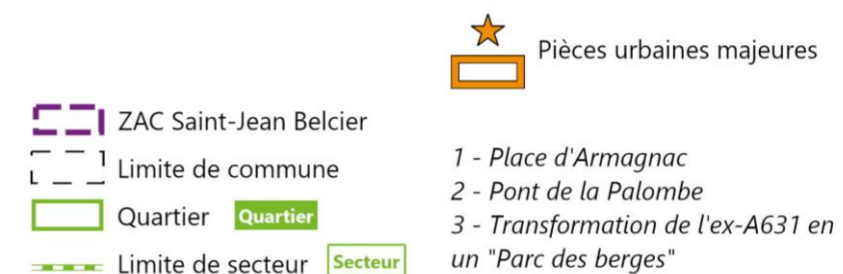 Pièces urbaines majeures
ZAC Saint-Jean Belcier
Limite de commune
Quartier Quartier
Limite de secteur Secteur
1 - Place d'Armagnac
2 - Pont de la Palombe
3 - Transformation de l'ex-A631 en
un "Parc des berges"